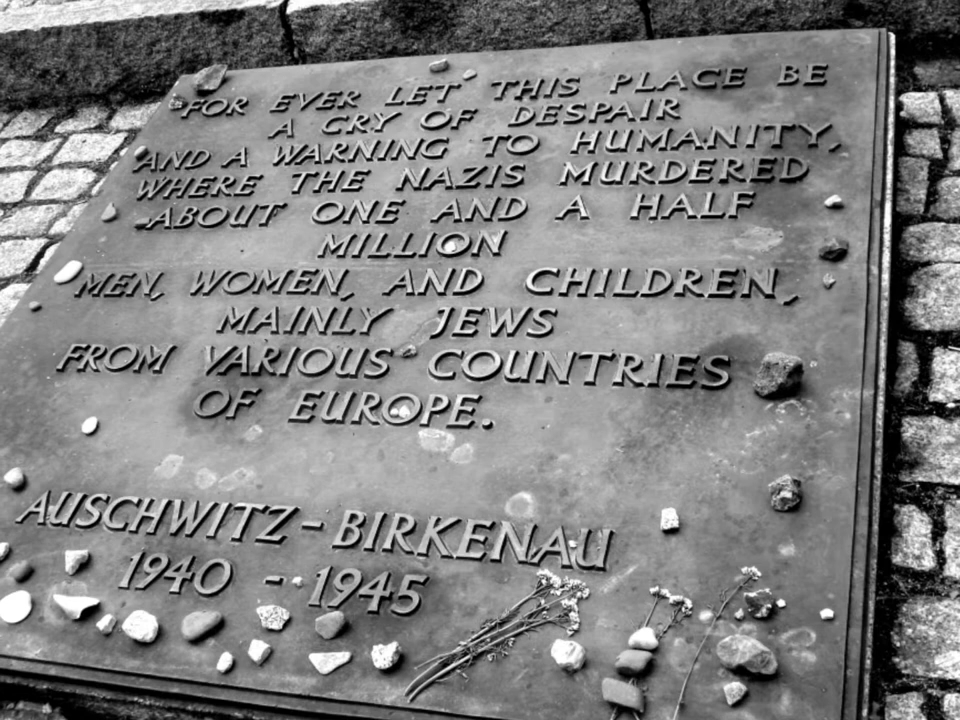 FOR EVER LET THIS PLACE BE
A CRY OF DESPAIR
AND A WARNING TO HUMANITY,
WHERE THE NAZIS MURDERED
ABOUT ONE AND A HALF
MILLION
MEN, WOMEN, AND CHILDREN,
MAINLY JEWS
FROM VARIOUS COUNTRIES
OF EUROPE.
AUSCHWITZ-BIRKENAU
1940 - 1945